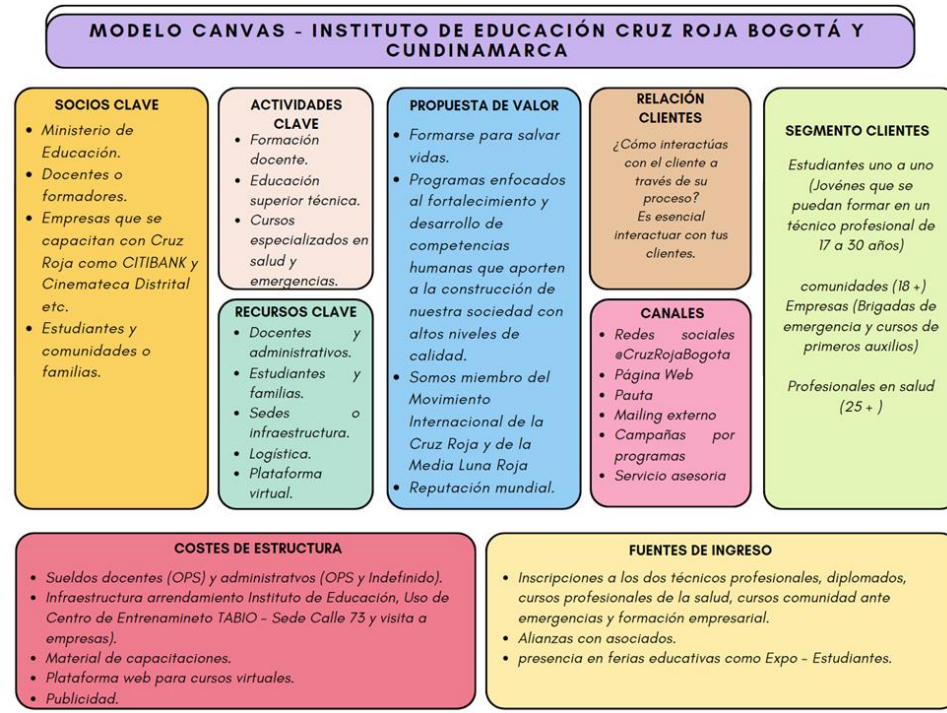 MODELO CANVAS - INSTITUTO DE EDUCACIÓN CRUZ ROJA BOGOTÁ Y
CUNDINAMARCA
SOCIOS CLAVE
• Ministerio de
Educación.
• Docentes o
formadores.
• Empresas que se
capacitan con Cruz
Roja como CITIBANK y
Cinemateca Distrital
etc.
• Estudiantes y
comunidades o
familias.
ACTIVIDADES
CLAVE
• Formación
docente.
• Educación
superior técnica.
• Cursos
especializados en
salud y
emergencias.
RECURSOS CLAVE
• Docentes y
administrativos.
• Estudiantes y
familias.
• Sedes o
infraestructura.
• Logística.
• Plataforma
virtual.
PROPUESTA DE VALOR
• Formarse para salvar
vidas.
• Programas enfocados
al fortalecimiento y
desarrollo de
competencias
humanas que aporten
a la construcción de
nuestra sociedad con
altos niveles de
calidad.
• Somos miembro del
Movimiento
Internacional de la
Cruz Roja y de la
Media Luna Roja
• Reputación mundial.
RELACIÓN
CLIENTES
¿Cómo interactúas
con el cliente a
través de su
proceso?
Es esencial
interactuar con tus
clientes.
CANALES
• Redes sociales
@CruzRojaBogota
• Página Web
• Pauta
• Mailing externo
• Campañas por
programas
• Servicio asesoria
SEGMENTO CLIENTES
Estudiantes uno a uno
(Jovénes que se
puedan formar en un
técnico profesional de
17 a 30 años)
comunidades (18 +)
Empresas (Brigadas de
emergencia y cursos de
primeros auxilios)
Profesionales en salud
(25 + )
COSTES DE ESTRUCTURA
• Sueldos docentes (OPS) y administratvos (OPS y Indefinido).
• Infraestructura arrendamiento Instituto de Educación, Uso de
Centro de Entrenamineto TABIO - Sede Calle 73 y visita a
empresas).
• Material de capacitaciones.
• Plataforma web para cursos virtuales.
• Publicidad.
FUENTES DE INGRESO
• Inscripciones a los dos técnicos profesionales, diplomados,
cursos profesionales de la salud, cursos comunidad ante
emergencias y formación empresarial.
• Alianzas con asociados.
• presencia en ferias educativas como Expo - Estudiantes.